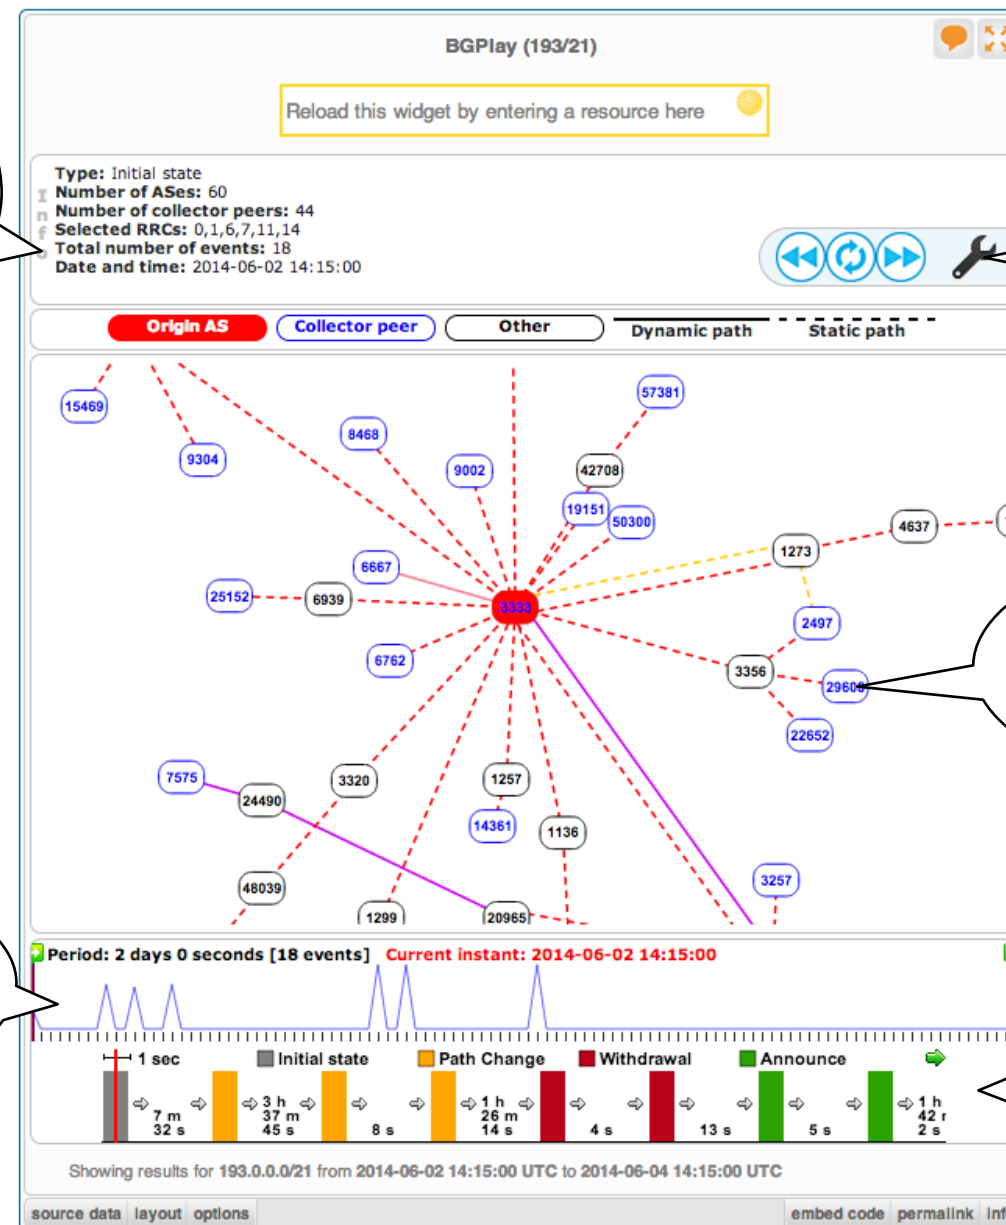 BGPlay (193/21)
Reload this widget by entering a resource here
Info
Type: Initial state
Number of ASes: 60
Number of collector peers: 44
Selected RRCs: 0,1,6,7,11,14
Total number of events: 18
Date and time: 2014-06-02 14:15:00
Origin AS Collector peer Other Dynamic path Static path
57381
15469
8468
9304
9002
42708
19151
50300
4637
1273
6667
25152
6939
3333
2497
6762
3356
22652
7575
3320
1257
24490
14361
1136
3257
48039
1299
20965
Period: 2 days 0 seconds [18 events] Current instant: 2014-06-02 14:15:00
1 sec Initial state Path Change Withdrawal Announce
7 m 32 s
3 h 37 m 45 s
8 s
1 h 26 m 14 s
4 s
13 s
5 s
1 h 42 2 s
Showing results for 193.0.0.0/21 from 2014-06-02 14:15:00 UTC to 2014-06-04 14:15:00 UTC
source data layout options embed code permalink